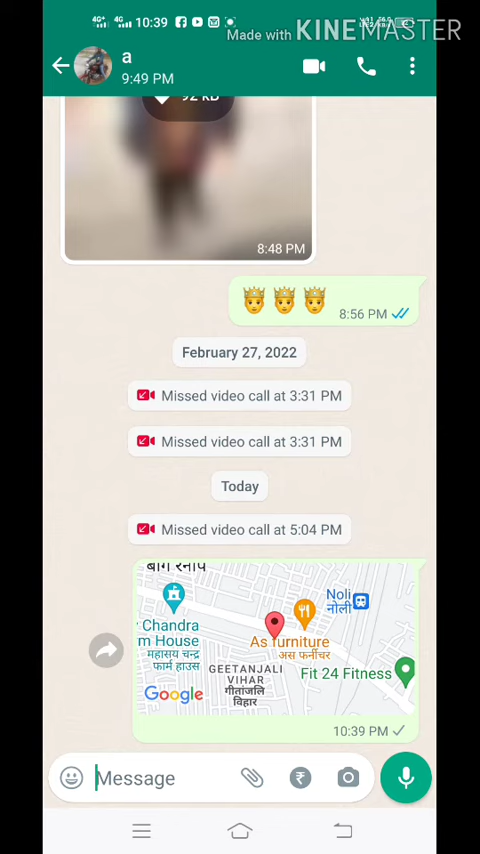 10:39
Made with KINEMASTER
a
9:49 PM
92 kB
8:48 PM
8:56 PM
February 27, 2022
Missed video call at 3:31 PM
Missed video call at 3:31 PM
Today
Missed video call at 5:04 PM
Noli
नोली
Chandra
m House
महासय चन्द्र
फार्म हाउस
As furniture
अस फर्नीचर
GEETANJALI
VIHAR
गीतांजलि
विहार
Fit 24 Fitness
Google
10:39 PM
Message